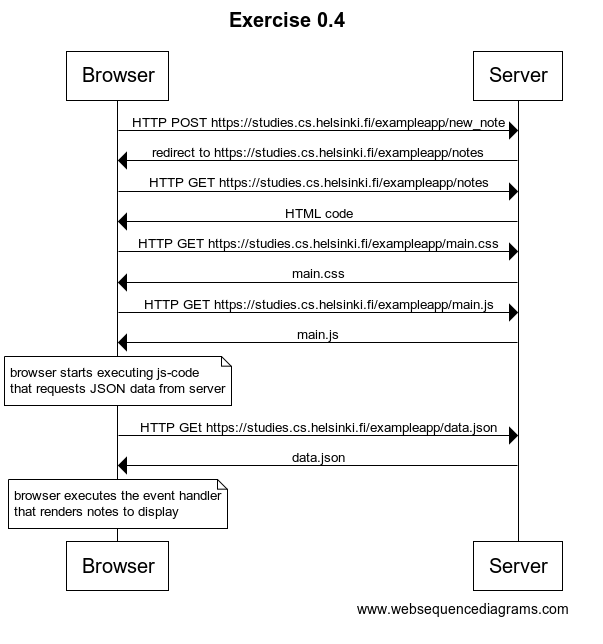 Exercise 0.4
Browser
Server
HTTP POST https://studies.cs.helsinki.fi/exampleapp/new_note
redirect to https://studies.cs.helsinki.fi/exampleapp/notes
HTTP GET https://studies.cs.helsinki.fi/exampleapp/notes
HTML code
HTTP GET https://studies.cs.helsinki.fi/exampleapp/main.css
main.css
HTTP GET https://studies.cs.helsinki.fi/exampleapp/main.js
main.js
browser starts executing js-code
that requests JSON data from server
HTTP GEt https://studies.cs.helsinki.fi/exampleapp/data.json
data.json
browser executes the event handler
that renders notes to display
Browser
Server
www.websequencediagrams.com